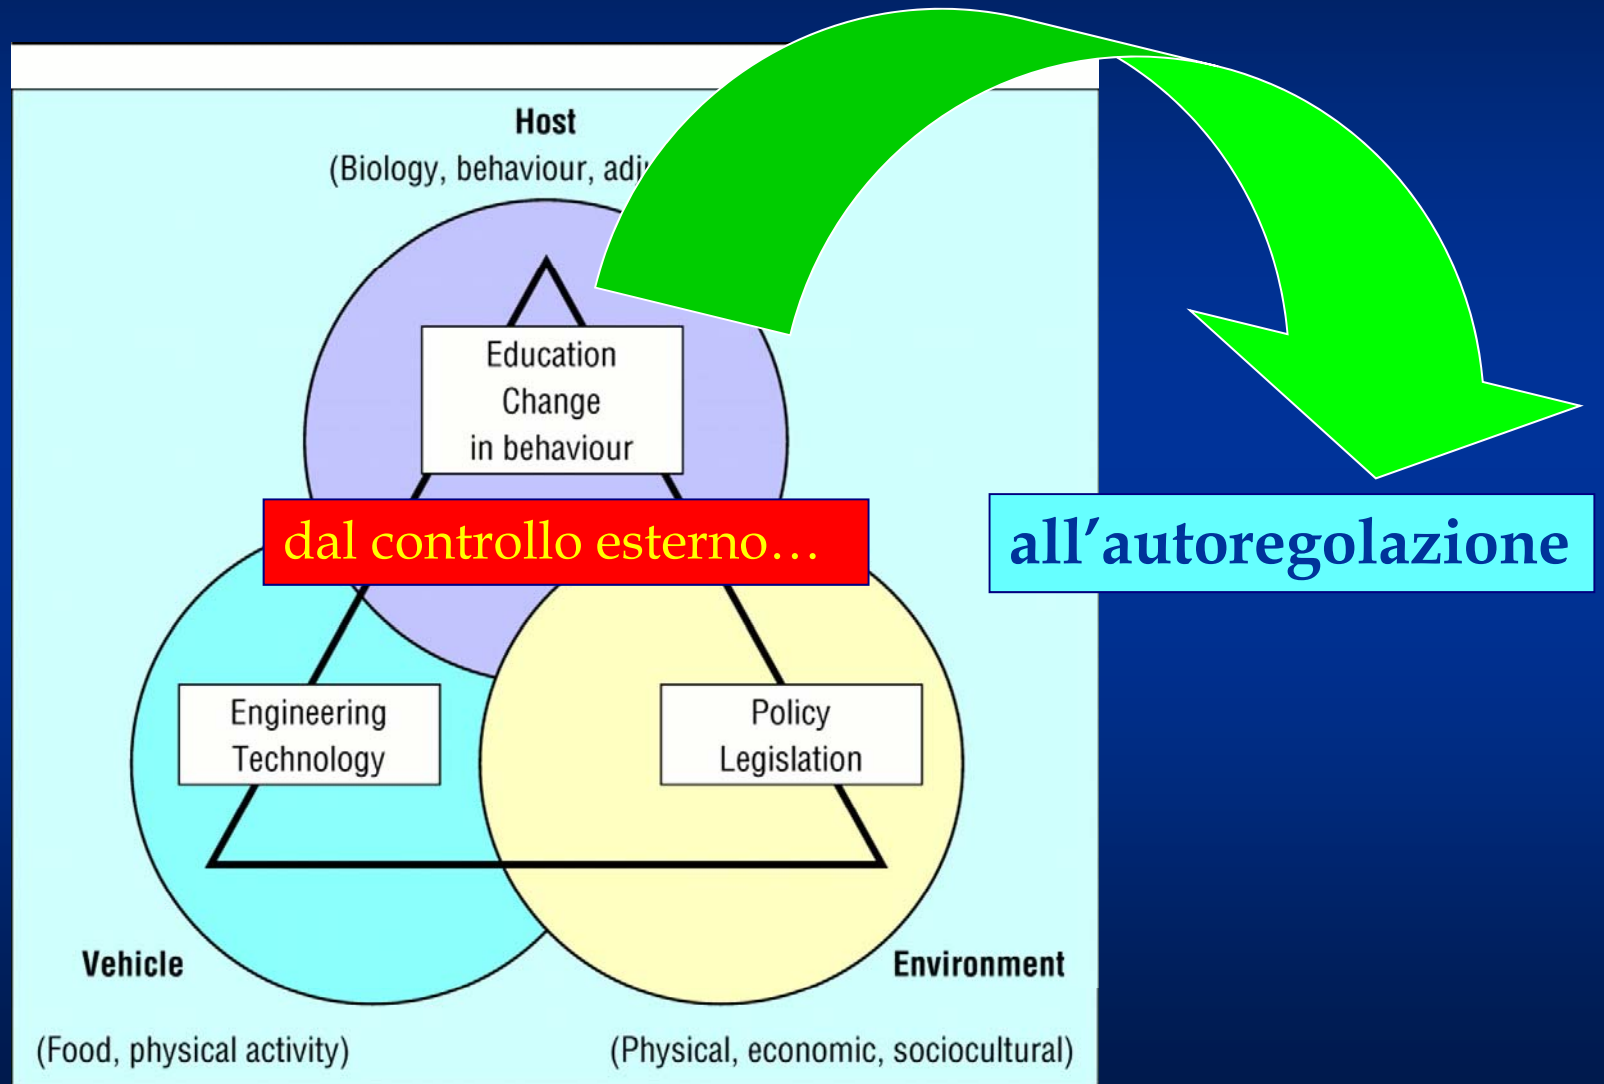 Host
(Biology, behaviour,
Education
Change
in behaviour
dal controllo esterno…
all’autoregolazione
Engineering
Technology
Policy
Legislation
Vehicle
Environment
(Food, physical activity)
(Physical, economic, sociocultural)